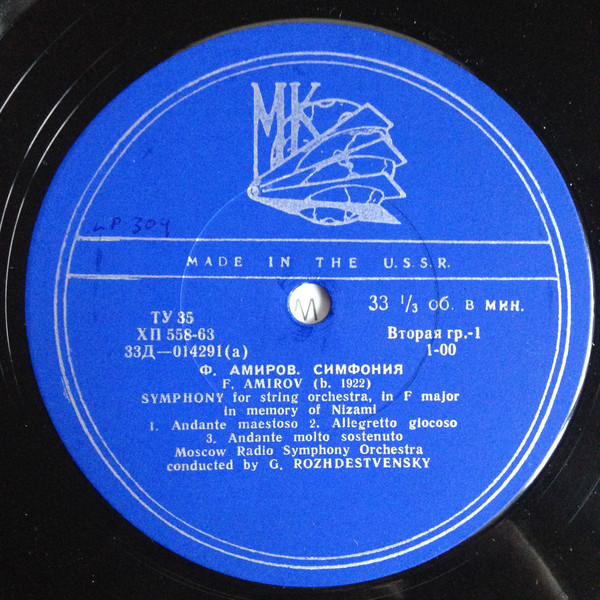 МК
LP 304
MADE IN THE U.S.S.R.
ТУ 35
ХП 558-63
33Д—014291(а)
33 1/3 об. в мин.
Вторая гр.-1
1-00
Ф. АМИРОВ. СИМФОНИЯ
F. AMIROV (b. 1922)
SYMPHONY for string orchestra, in F major
in memory of Nizami
1. Andante maestoso 2. Allegretto giocoso
3. Andante molto sostenuto
Moscow Radio Symphony Orchestra
conducted by G. ROZHDESTVENSKY